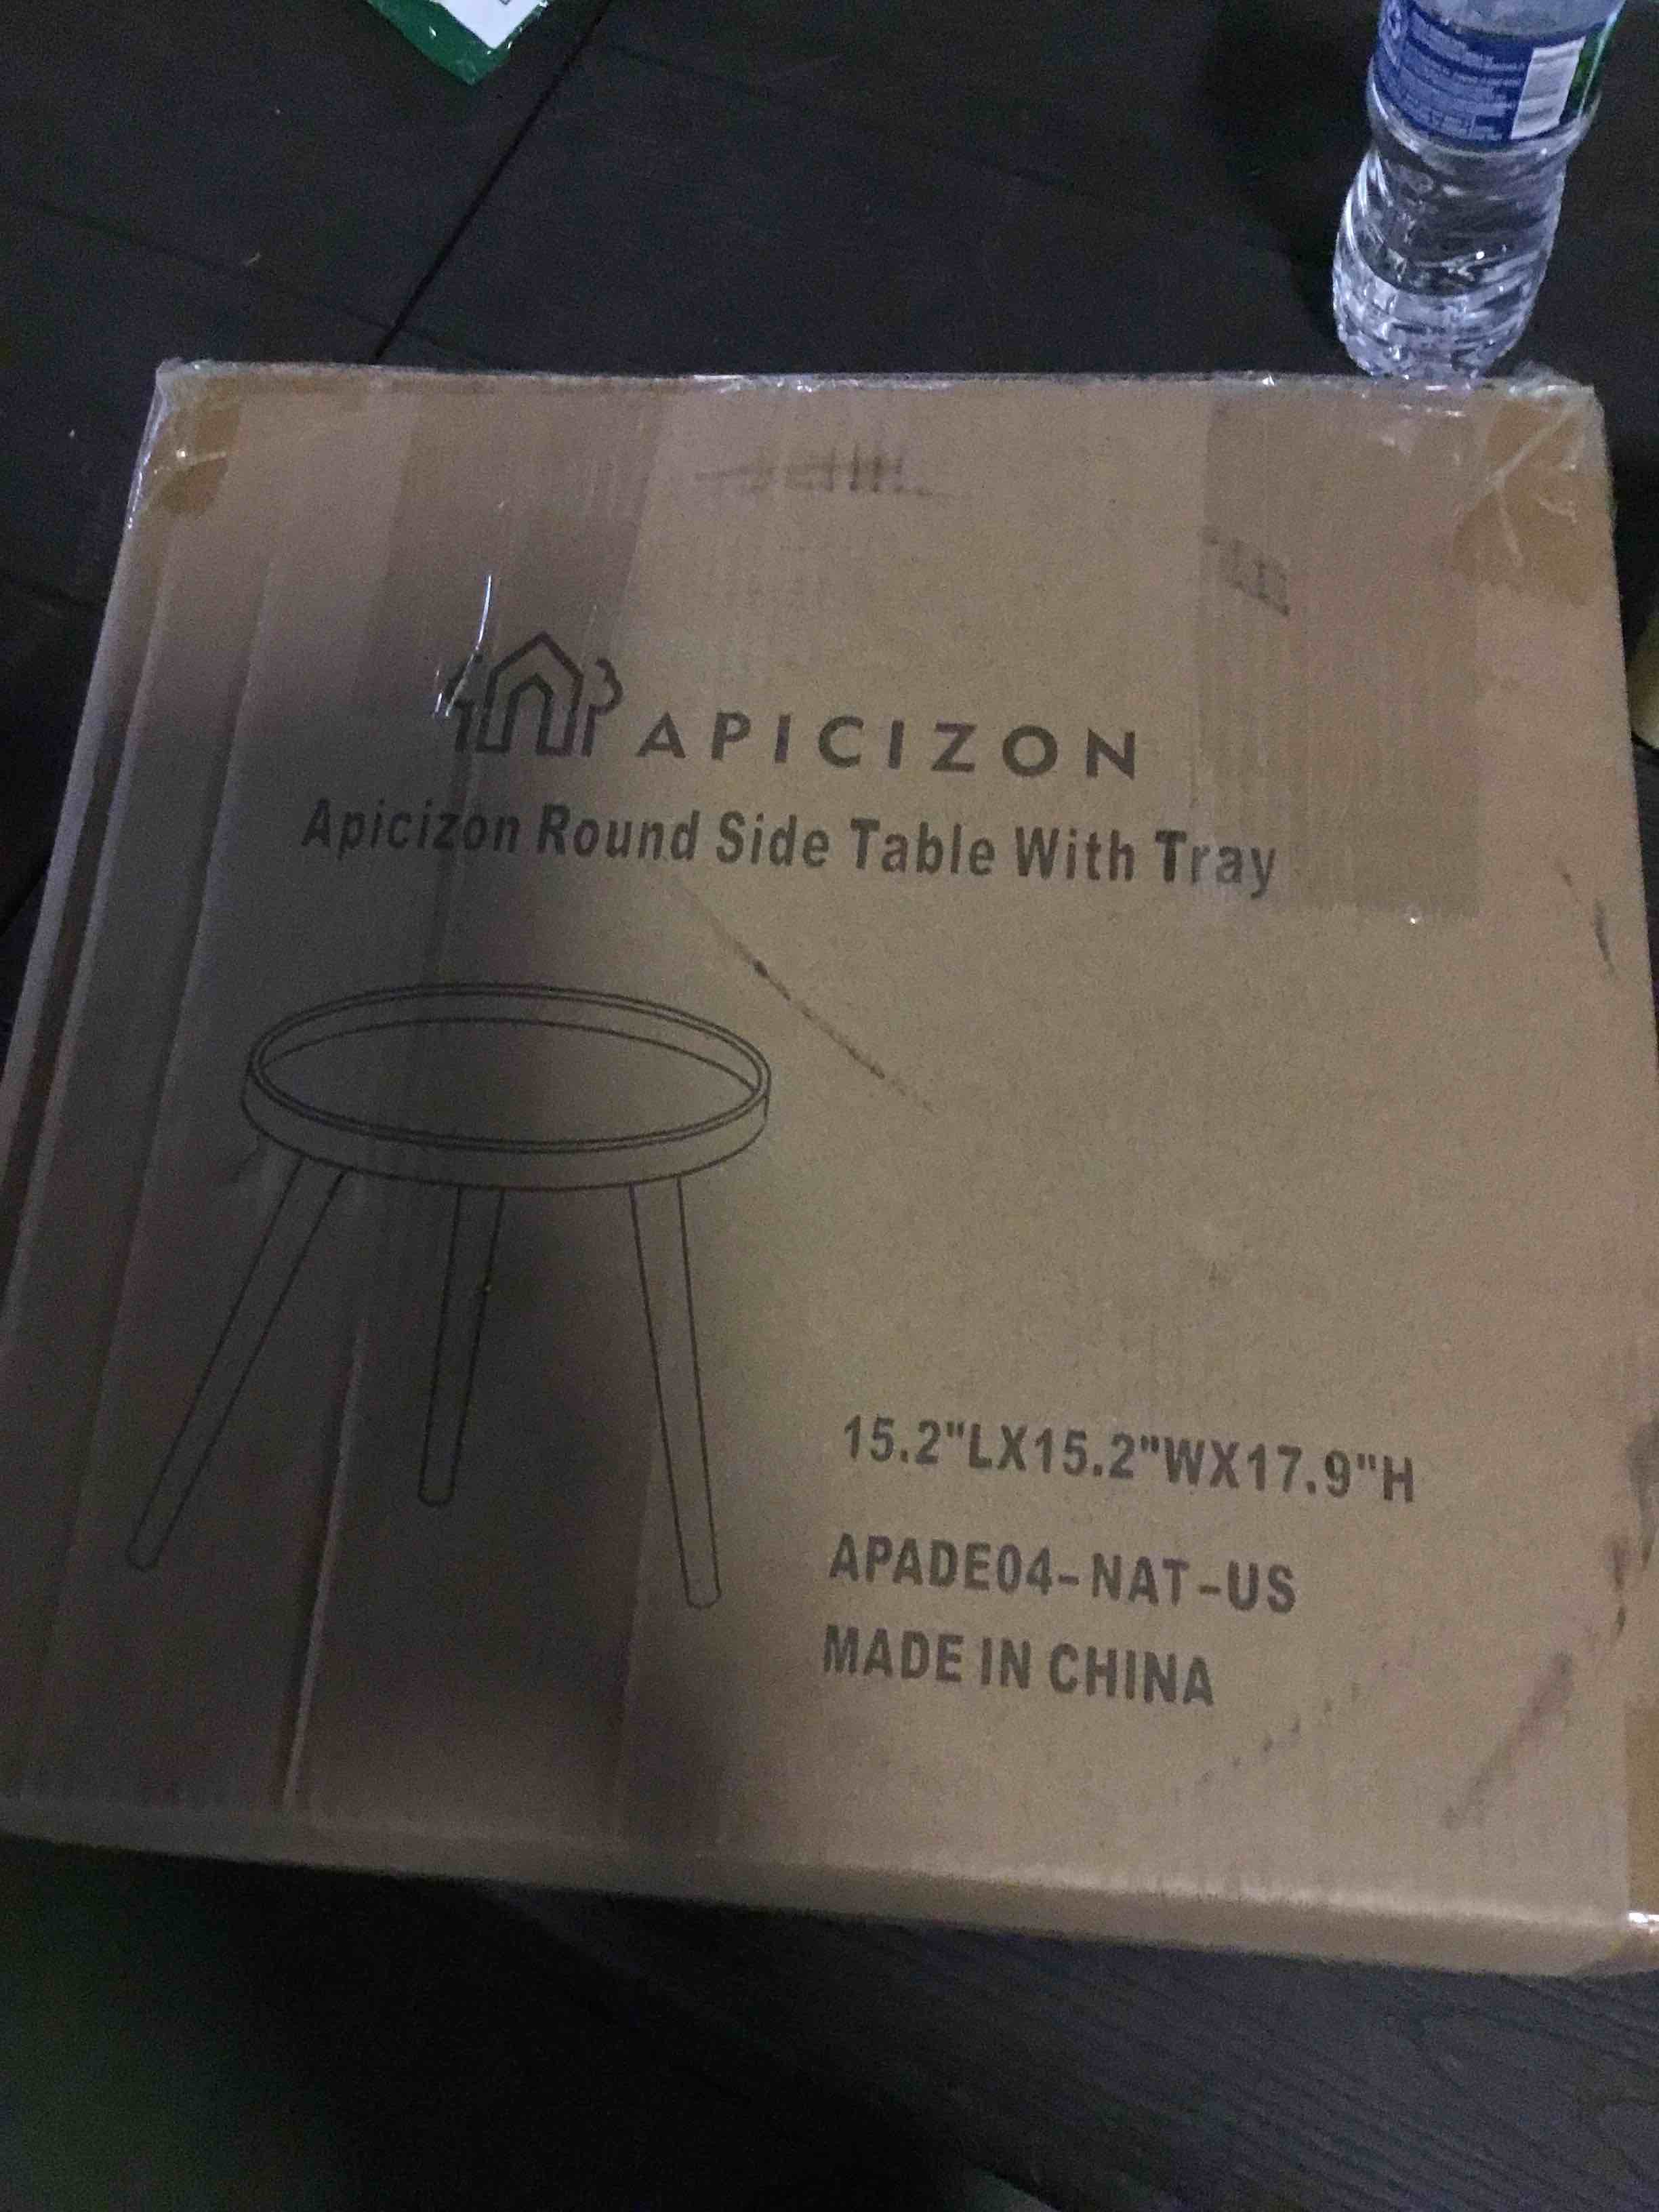 APICIZON
Apicizon Round Side Table With Tray
15.2"LX15.2"WX17.9"H
APADE04-NAT-US
MADE IN CHINA